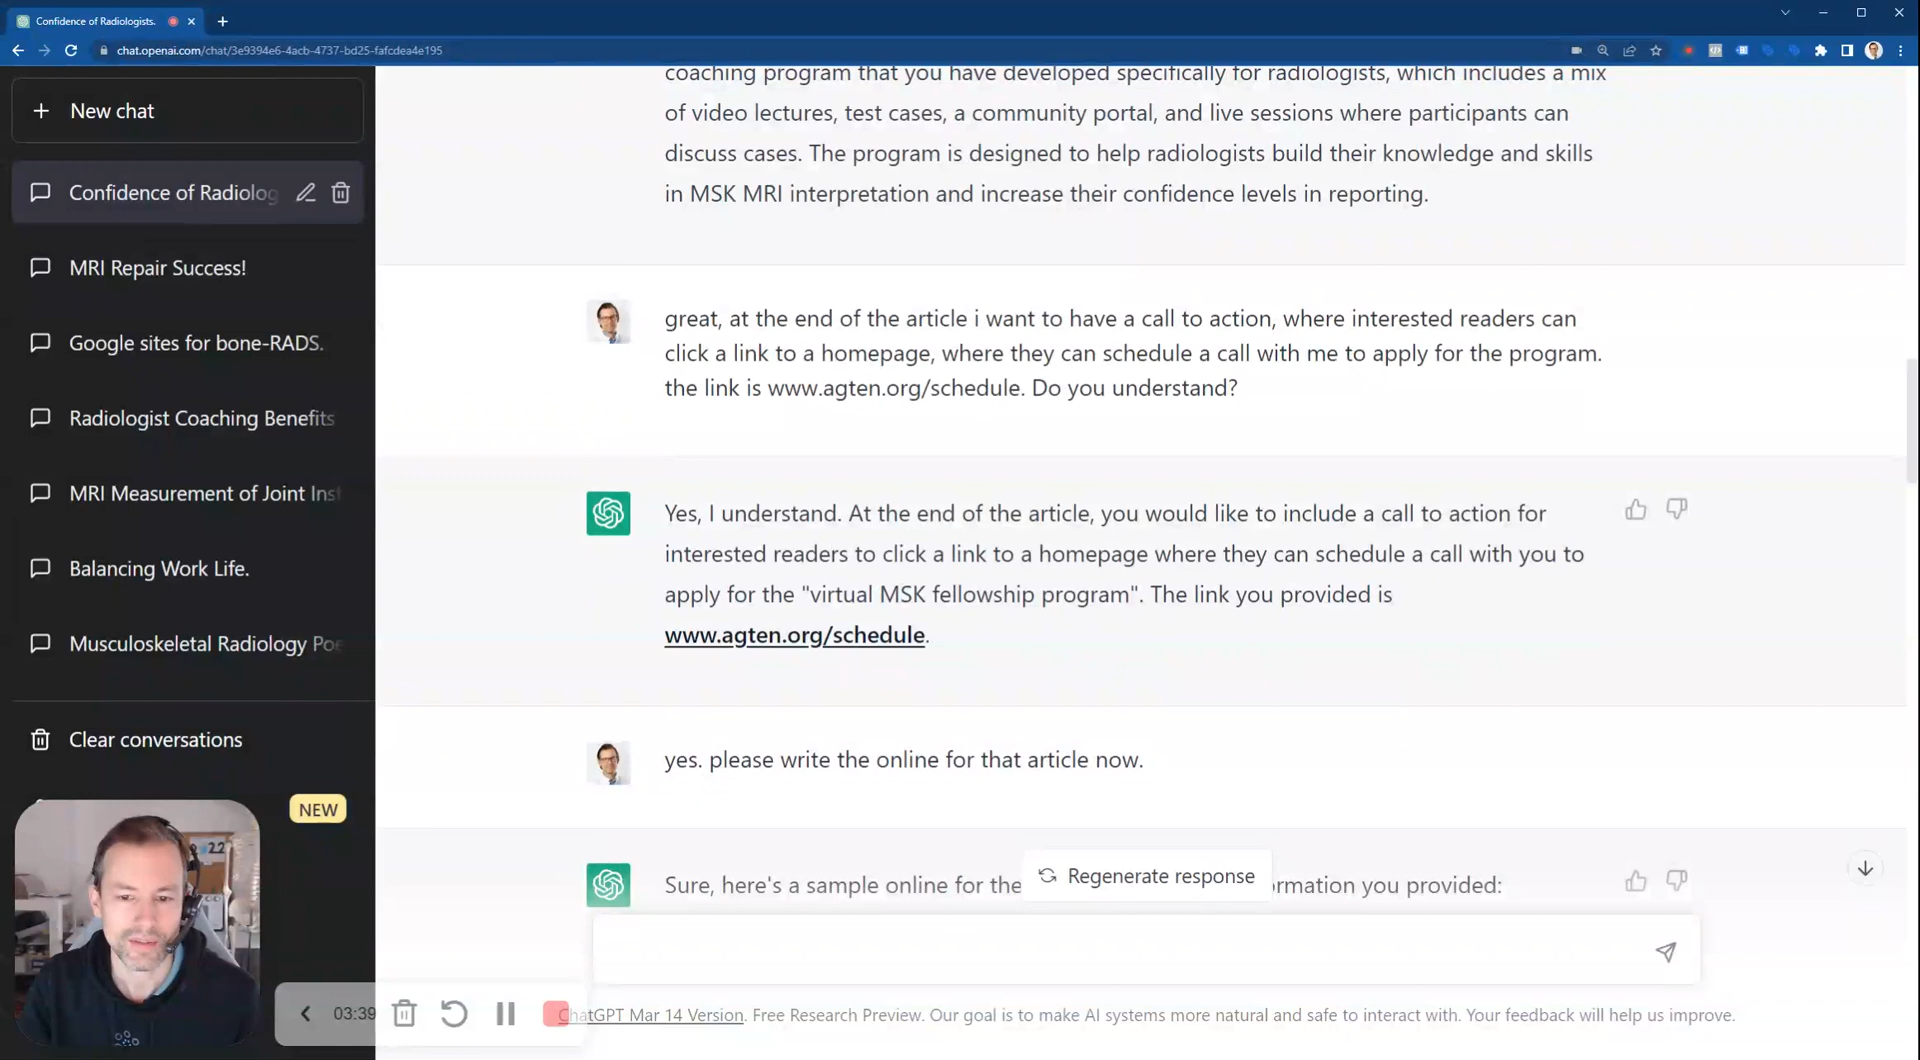 Confidence of Radiologists.
chat.openai.com/chat/3e9394e6-4acb-4737-bd25-fafcdea4e195
New chat
Confidence of Radiolog
MRI Repair Success!
Google sites for bone-RADS.
Radiologist Coaching Benefits
MRI Measurement of Joint Inst
Balancing Work Life.
Musculoskeletal Radiology Poe
Clear conversations
NEW
2.2
03:39
coaching program that you have developed specifically for radiologists, which includes a mix
of video lectures, test cases, a community portal, and live sessions where participants can
discuss cases. The program is designed to help radiologists build their knowledge and skills
in MSK MRI interpretation and increase their confidence levels in reporting.
great, at the end of the article i want to have a call to action, where interested readers can
click a link to a homepage, where they can schedule a call with me to apply for the program.
the link is www.agten.org/schedule. Do you understand?
Yes, I understand. At the end of the article, you would like to include a call to action for
interested readers to click a link to a homepage where they can schedule a call with you to
apply for the "virtual MSK fellowship program". The link you provided is
www.agten.org/schedule.
yes. please write the online for that article now.
Sure, here's a sample online for the
Regenerate response
ormation you provided:
ChatGPT Mar 14 Version. Free Research Preview. Our goal is to make AI systems more natural and safe to interact with. Your feedback will help us improve.